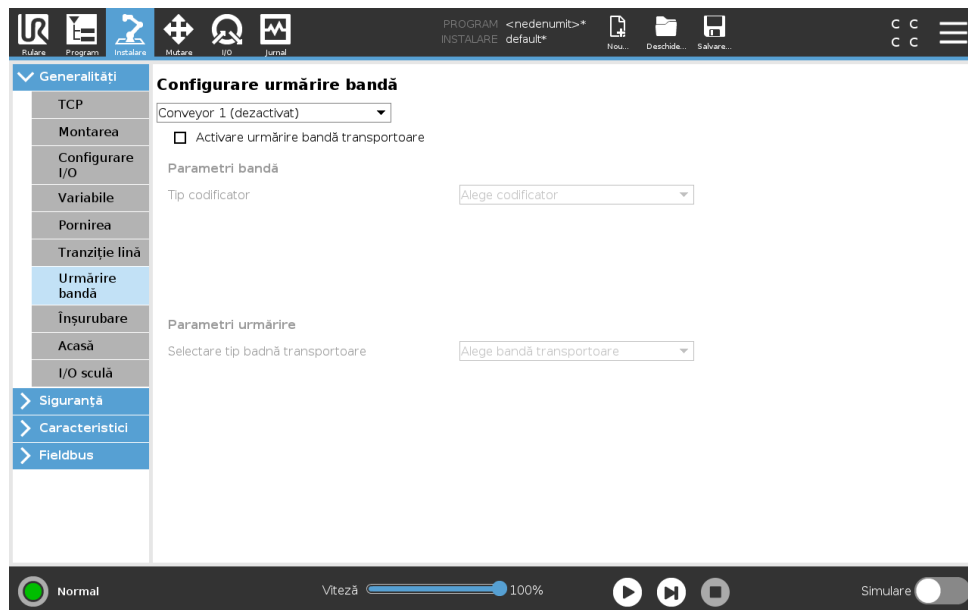 PROGRAM <nedenumit>*
INSTALARE default*
Rulare
Program
Instalare
Mutare
I/O
Jurnal
Nou...
Deschide...
Salvare...
C C
C C
Generalități
TCP
Montarea
Configurare
I/O
Variabile
Pornirea
Tranziție lină
Urmărire
bandă
Înșurubare
Acasă
I/O sculă
Siguranță
Caracteristici
Fieldbus
Configurare urmărire bandă
Conveyor 1 (dezactivat)
Activare urmărire bandă transportoare
Parametri bandă
Tip codificator
Alege codificator
Parametri urmărire
Selectare tip badnă transportoare
Alege bandă transportoare
Normal
Viteză
100%
Simulare